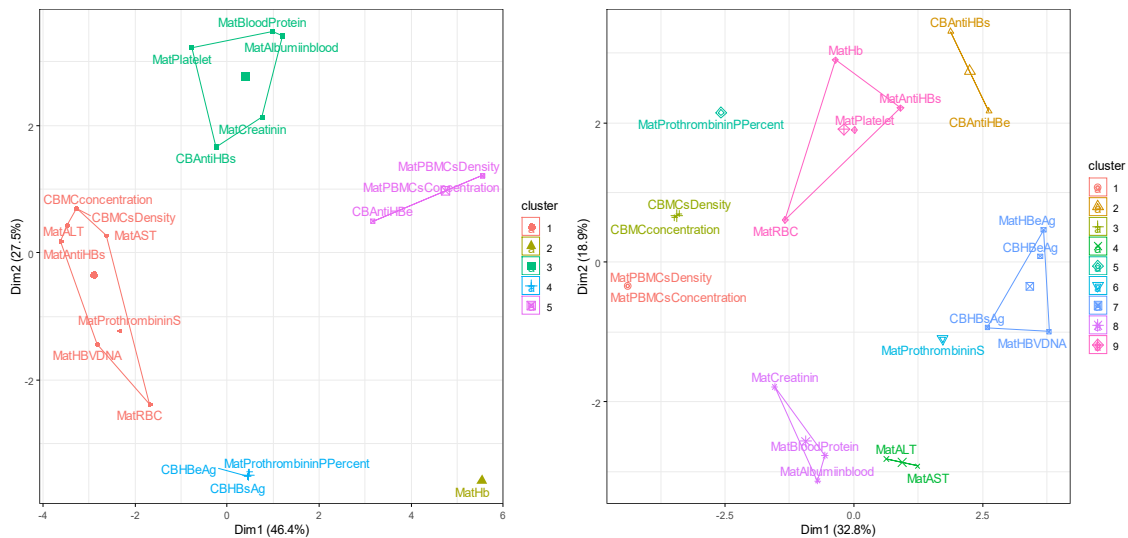 MatBloodProtein
MatAlbumiinblood
MatPlatelet
MatCreatinin
CBAntiHBs
MatPBMCsDensity
MatPBMCsConcentration
CBAntiHBe
CBMCconcentration
CBMCsDensity
MatALT
MatAST
MatAntiHBs
MatProthrombininS
MatHBVDNA
MatRBC
CBHBeAg
MatProthrombininPPercent
CBHBsAg
MatHb
2
0
-2
-4
-2
0
2
4
6
Dim1 (46.4%)
Dim2 (27.5%)
cluster
1
2
3
4
5
CBAntiHBs
MatHb
MatAntiHBs
CBAntiHBe
MatPlatelet
MatProthrombininPPercent
CBMCsDensity
CBMCconcentration
MatRBC
MatHBeAg
CBHBeAg
MatPBMCsDensity
MatPBMCsConcentration
CBHBsAg
MatHBVDNA
MatProthrombininS
MatCreatinin
MatBloodProtein
MatAlbumiinblood
MatALT
MatAST
2
0
-2
-2.5
0.0
2.5
Dim1 (32.8%)
Dim2 (18.9%)
cluster
1
2
3
4
5
6
7
8
9